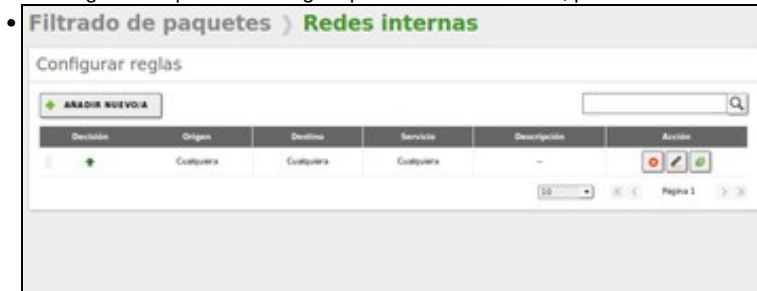 Filtrado de paquetes ⟩ Redes internas
Configurar reglas
AÑADIR NUEVO/A
Decisión Origen Destino Servicio Descripción Acción
Cualquiera Cualquiera Cualquiera --
10 Página 1